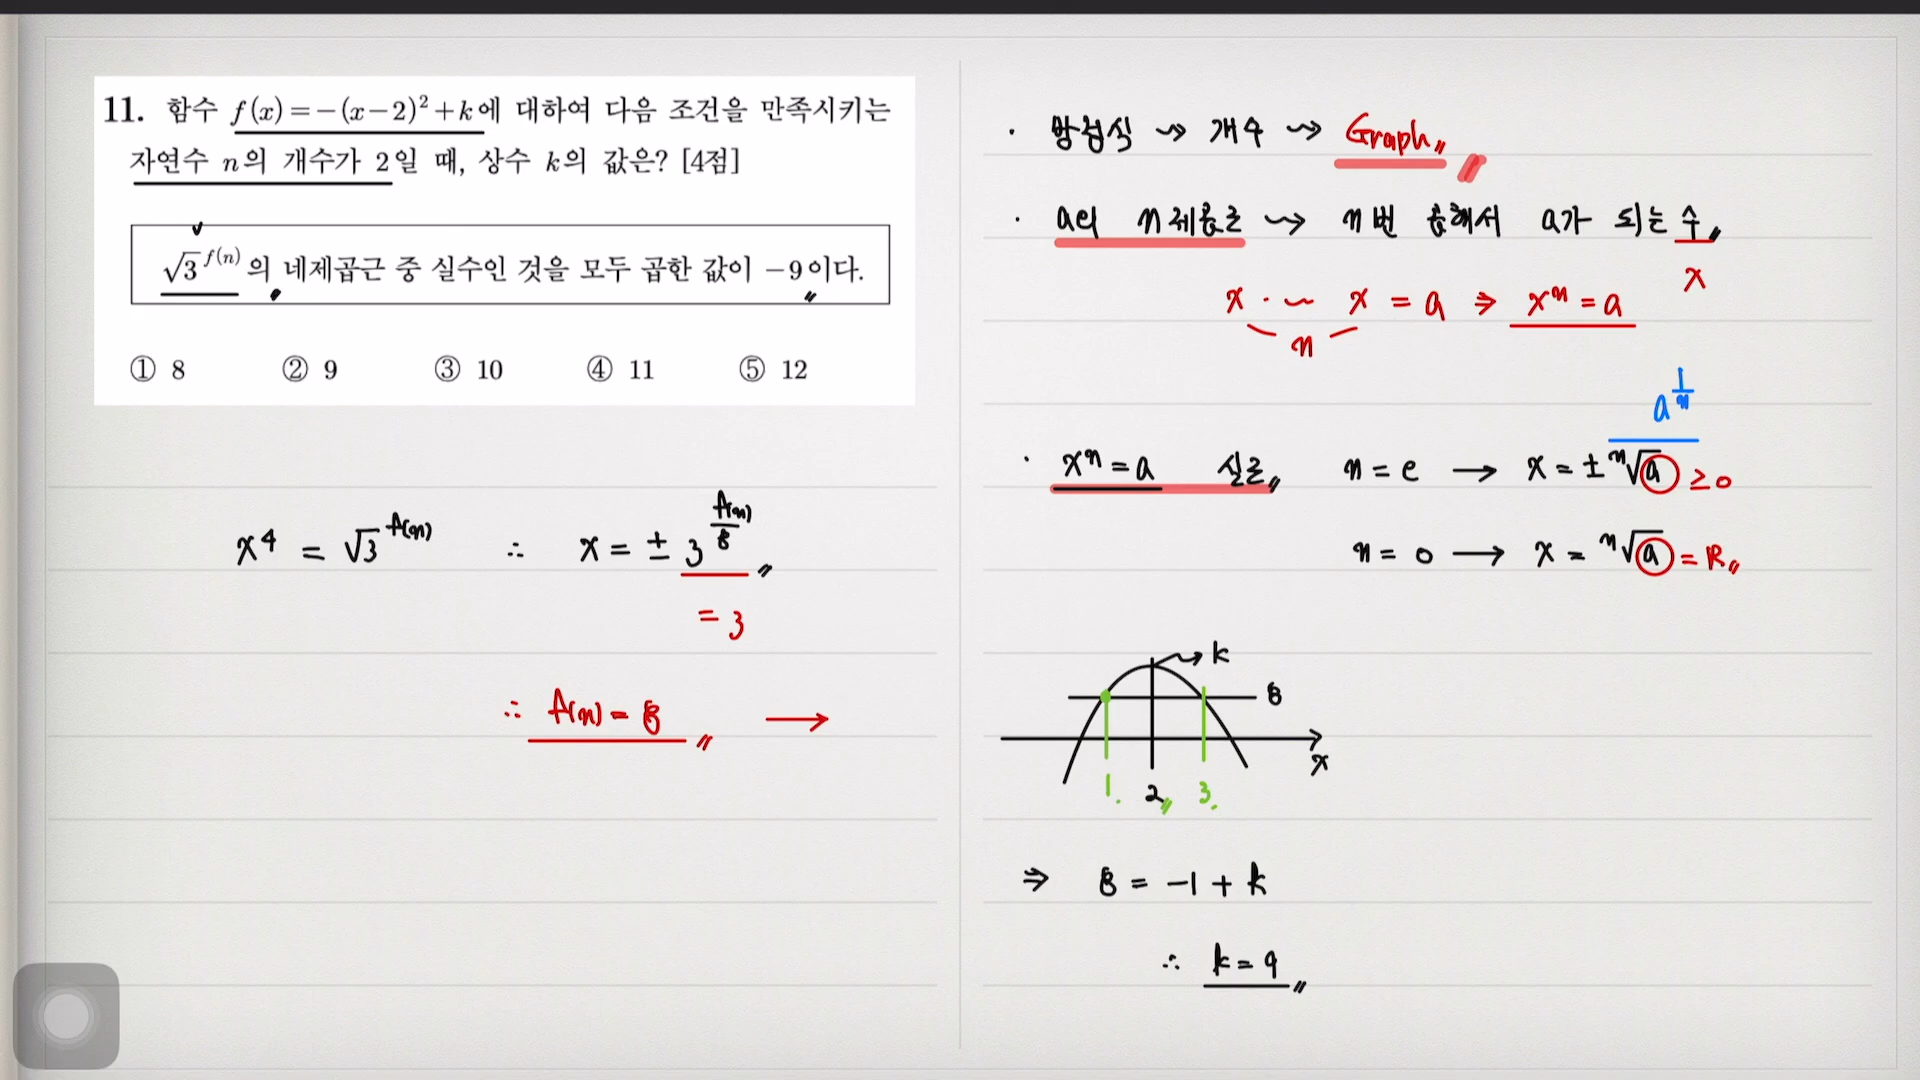 11. 함수 f(x)=-(x-2)²+k에 대하여 다음 조건을 만족시키는
자연수 n의 개수가 2일 때, 상수 k의 값은? [4점]
√3^{f(n)}의 네제곱근 중 실수인 것을 모두 곱한 값이 -9이다.
① 8 ② 9 ③ 10 ④ 11 ⑤ 12
x⁴ = √3^{f(n)} ∴ x = ± 3^{f(n)/8}
= 3
∴ f(n) = 8 →
· 방정식 ⇝ 개수 ⇝ Graph
· a의 n제곱근 ⇝ n번 곱해서 a가 되는 수
x
x · ~ x = a ⇒ xⁿ = a
n
a^{1/n}
· xⁿ = a 실근 n = e → x = ± ⁿ√a ≥ 0
n = o → x = ⁿ√a = R
k
8
x
1. 2 3.
⇒ 8 = -1 + k
∴ k = 9